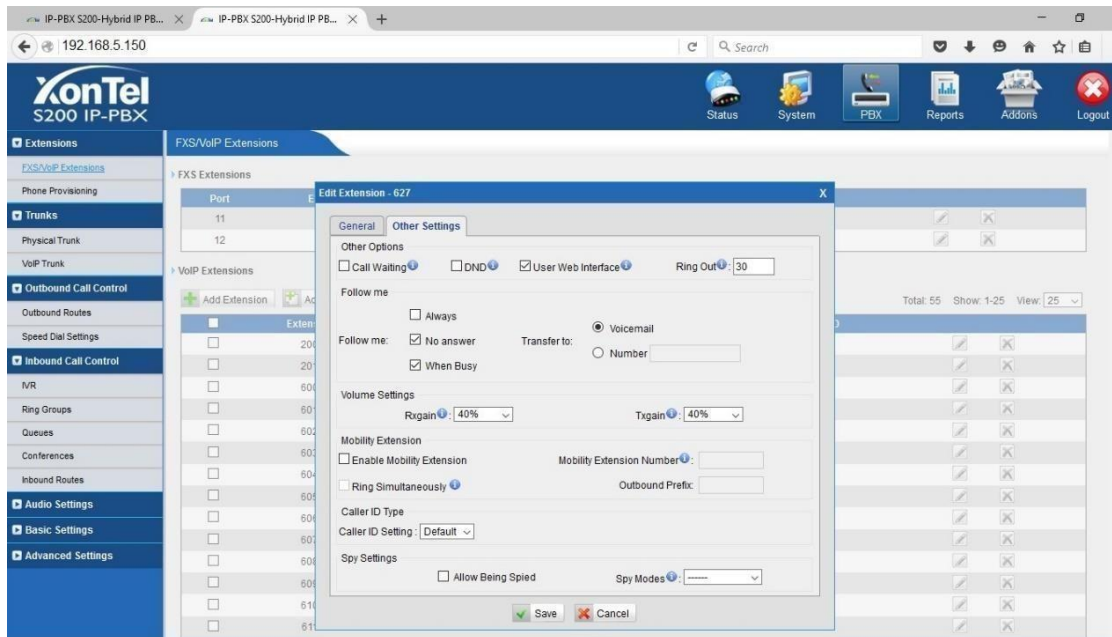 IP-PBX S200-Hybrid IP PB... IP-PBX S200-Hybrid IP PB...
192.168.5.150 Search
XonTel
S200 IP-PBX
Status System PBX Reports Addons Logout
Extensions
FXS/VoIP Extensions
Phone Provisioning
Trunks
Physical Trunk
VoIP Trunk
Outbound Call Control
Outbound Routes
Speed Dial Settings
Inbound Call Control
IVR
Ring Groups
Queues
Conferences
Inbound Routes
Audio Settings
Basic Settings
Advanced Settings
FXS/VoIP Extensions
FXS Extensions
Port
11
12
VoIP Extensions
Add Extension
Total: 55 Show: 1-25 View: 25
Edit Extension - 627 X
General Other Settings
Other Options
Call Waiting DND User Web Interface Ring Out: 30
Follow me
Always
Follow me: No answer Transfer to: Voicemail
Number
When Busy
Volume Settings
Rxgain: 40% Txgain: 40%
Mobility Extension
Enable Mobility Extension Mobility Extension Number:
Ring Simultaneously Outbound Prefix:
Caller ID Type
Caller ID Setting : Default
Spy Settings
Allow Being Spied Spy Modes: ------
Save Cancel